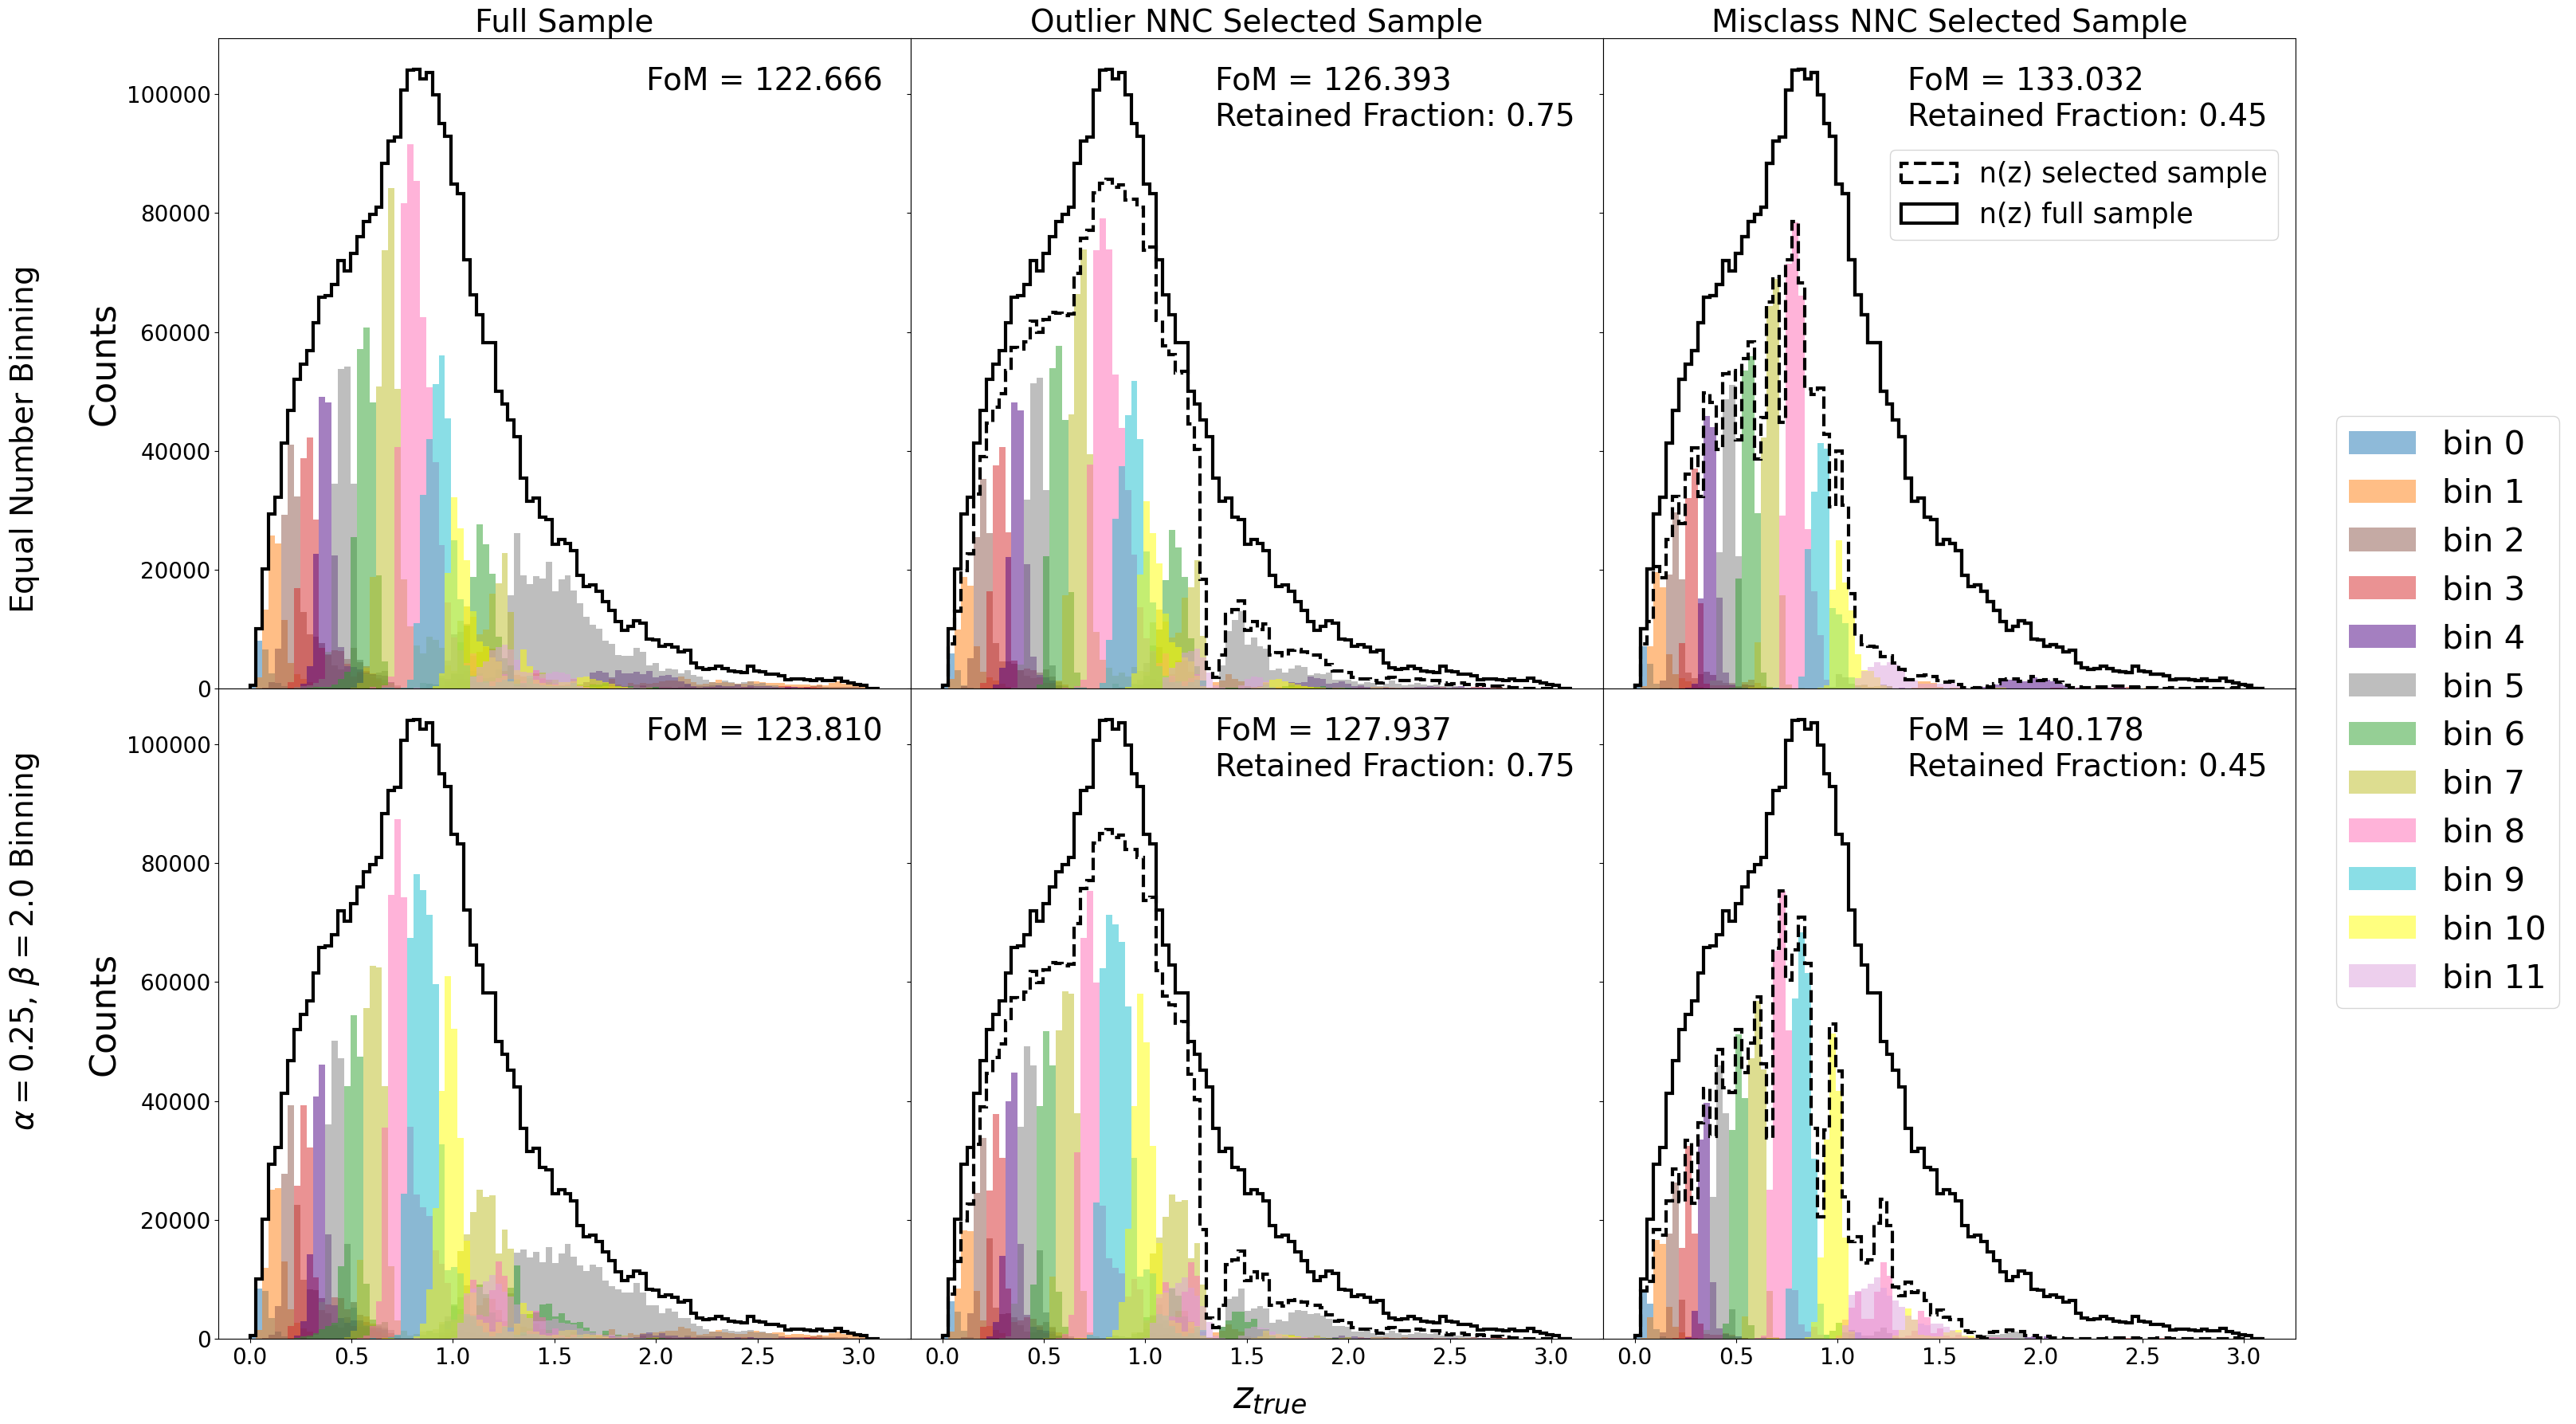 Full Sample
Outlier NNC Selected Sample
Misclass NNC Selected Sample
Equal Number Binning
Counts
100000
80000
60000
40000
20000
0
FoM = 122.666
FoM = 126.393
Retained Fraction: 0.75
FoM = 133.032
Retained Fraction: 0.45
n(z) selected sample
n(z) full sample
α = 0.25, β = 2.0 Binning
Counts
100000
80000
60000
40000
20000
0
FoM = 123.810
FoM = 127.937
Retained Fraction: 0.75
FoM = 140.178
Retained Fraction: 0.45
0.0 0.5 1.0 1.5 2.0 2.5 3.0
0.0 0.5 1.0 1.5 2.0 2.5 3.0
0.0 0.5 1.0 1.5 2.0 2.5 3.0
z_true
bin 0
bin 1
bin 2
bin 3
bin 4
bin 5
bin 6
bin 7
bin 8
bin 9
bin 10
bin 11